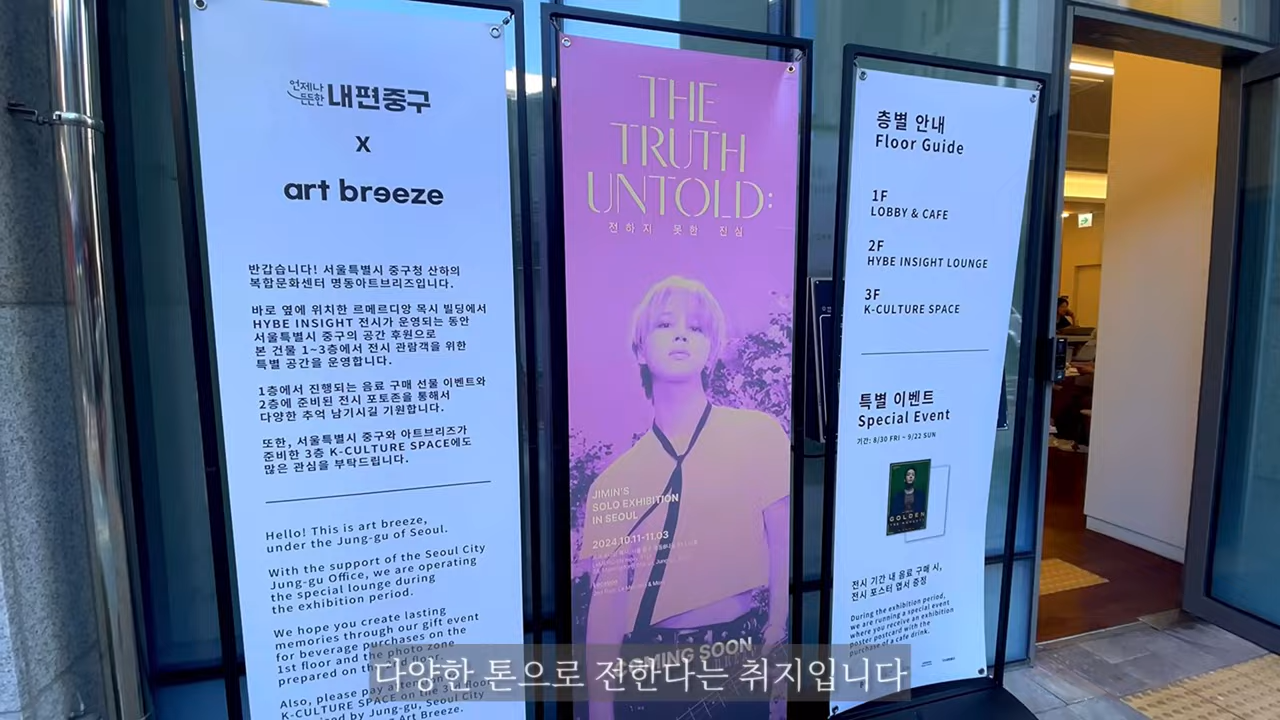 언제나
든든한 내편중구
x
art breeze
반갑습니다! 서울특별시 중구청 산하의
복합문화센터 명동아트브리즈입니다.
바로 옆에 위치한 르메르디앙 목시 빌딩에서
HYBE INSIGHT 전시가 운영되는 동안
서울특별시 중구의 공간 후원으로
본 건물 1~3층에서 전시 관람객을 위한
특별 공간을 운영합니다.
1층에서 진행되는 음료 구매 선물 이벤트와
2층에 준비된 전시 포토존을 통해서
다양한 추억 남기시길 기원합니다.
또한, 서울특별시 중구와 아트브리즈가
준비한 3층 K-CULTURE SPACE에도
많은 관심을 부탁드립니다.
Hello! This is art breeze,
under the Jung-gu of Seoul.
With the support of the Seoul City
Jung-gu Office, we are operating
the special lounge during
the exhibition period.
We hope you create lasting
memories through our gift event
for beverage purchases on the
1st floor and the photo zone
prepared on the
Also, please pay
K-CULTURE SPACE on the 3rd floor
by Jung-gu, Seoul City
Art Breeze.
THE
TRUTH
UNTOLD:
전하지 못한 진심
JIMIN'S
SOLO EXHIBITION
IN SEOUL
2024.10.11-11.03
COMING SOON
층별 안내
Floor Guide
1F
LOBBY & CAFE
2F
HYBE INSIGHT LOUNGE
3F
K-CULTURE SPACE
특별 이벤트
Special Event
기간: 8/30 FRI ~ 9/22 SUN
GOLDEN
전시 기간 내 음료 구매 시,
전시 포스터 엽서 증정
During the exhibition period,
we are running a special event
where you receive an exhibition
poster postcard with the
purchase of a cafe drink.
다양한 톤으로 전한다는 취지입니다